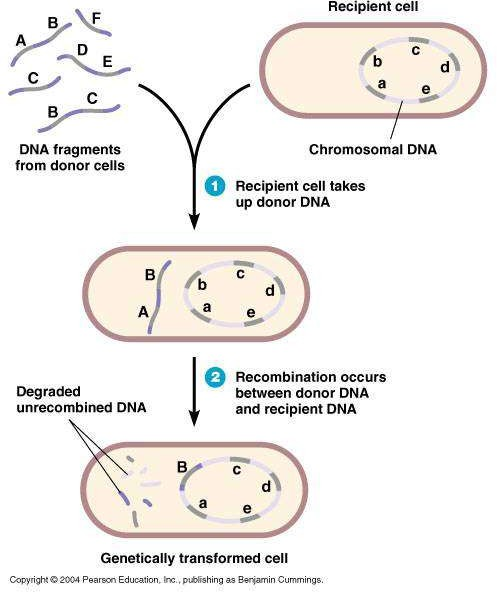 Recipient cell
A B F
D E
C
B C
b c d a e
DNA fragments
from donor cells
Chromosomal DNA
1 Recipient cell takes
up donor DNA
B A
b c d a e
2 Recombination occurs
between donor DNA
and recipient DNA
Degraded
unrecombined DNA
B c d a e
Genetically transformed cell
Copyright © 2004 Pearson Education, Inc., publishing as Benjamin Cummings.